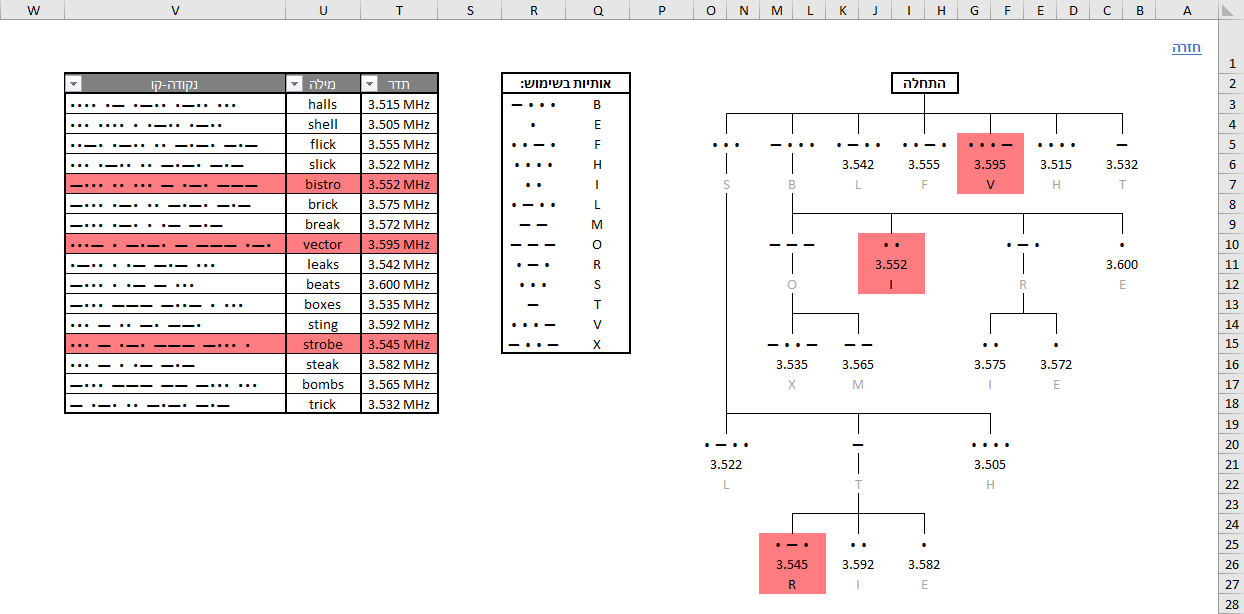 W V U T S R Q P O N M L K J I H G F E D C B A
חזרה
התחלה
••• —••• •—•• ••—• •••— •••• —
3.542 3.555 3.595 3.515 3.532
S B L F V H T
——— •• •—• •
3.552 3.600
O I R E
—••— —— •• •
3.535 3.565 3.575 3.572
X M I E
•—•• — ••••
3.522 3.505
L T H
•—• •• •
3.545 3.592 3.582
R I E
אותיות בשימוש:
—••• B
• E
••—• F
•••• H
•• I
•—•• L
—— M
——— O
•—• R
••• S
— T
•••— V
—••— X
תדר מילה נקודה-קו
•••• •— •—•• •—•• ••• halls 3.515 MHz
••• •••• • •—•• •—•• shell 3.505 MHz
••—• •—•• •• —•—• —•— flick 3.555 MHz
••• •—•• •• —•—• —•— slick 3.522 MHz
—••• •• ••• — •—• ——— bistro 3.552 MHz
—••• •—• •• —•—• —•— brick 3.575 MHz
—••• •—• • •— —•— break 3.572 MHz
•••— • —•—• — ——— •—• vector 3.595 MHz
•—•• • •— —•— ••• leaks 3.542 MHz
—••• • •— — ••• beats 3.600 MHz
—••• ——— —••— • ••• boxes 3.535 MHz
••• — •• —• ——• sting 3.592 MHz
••• — •—• ——— —••• • strobe 3.545 MHz
••• — • •— —•— steak 3.582 MHz
—••• ——— —— —••• ••• bombs 3.565 MHz
— •—• •• —•—• —•— trick 3.532 MHz
1
2
3
4
5
6
7
8
9
10
11
12
13
14
15
16
17
18
19
20
21
22
23
24
25
26
27
28